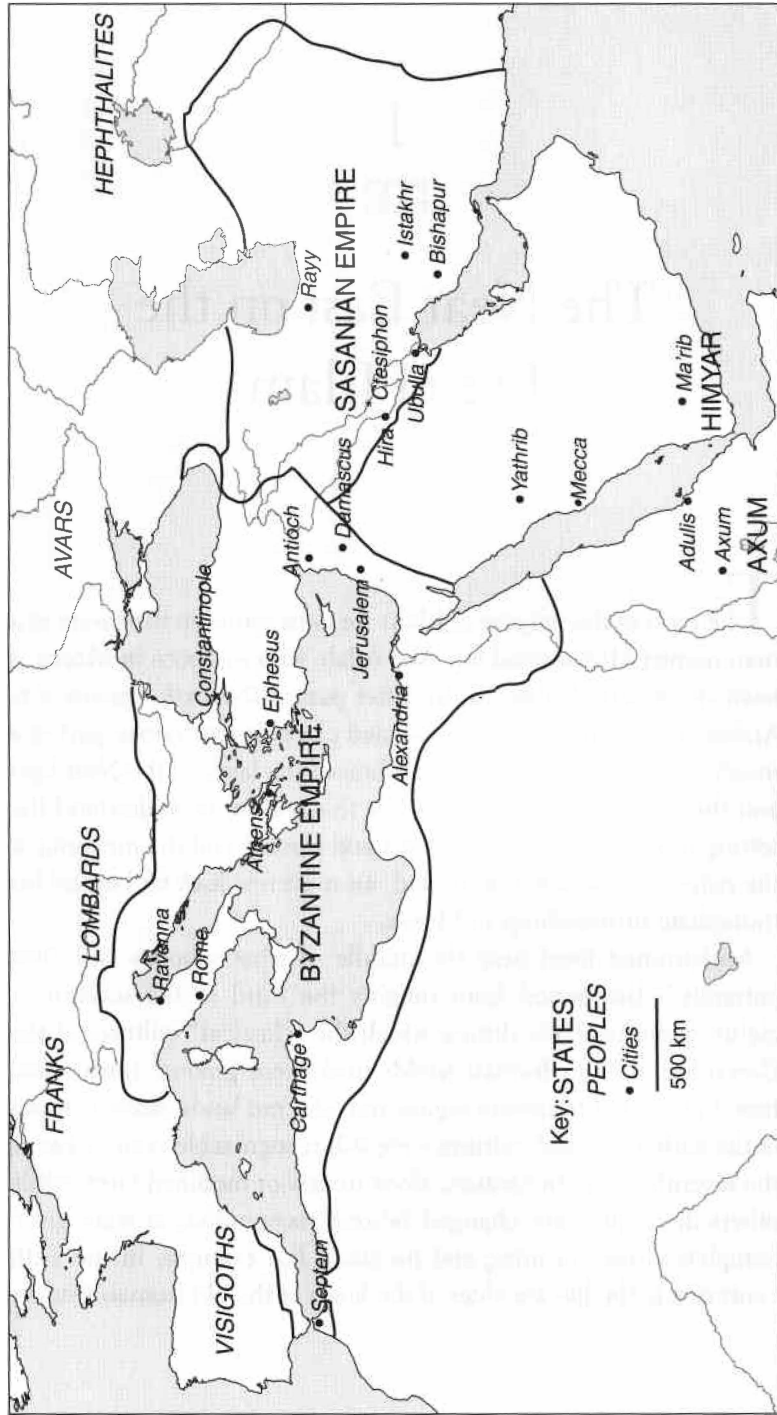 HEPHTHALITES
AVARS
LOMBARDS
FRANKS
VISIGOTHS
Ravenna
Rome
Constantinople
Athens
Ephesus
BYZANTINE EMPIRE
Carthage
Septem
Antioch
Damascus
Jerusalem
Alexandria
Rayy
SASANIAN EMPIRE
Istakhr
Bishapur
Ctesiphon
Hira
Ubulla
Yathrib
Mecca
Ma'rib
HIMYAR
Adulis
Axum
AXUM
Key: STATES
PEOPLES
Cities
500 km